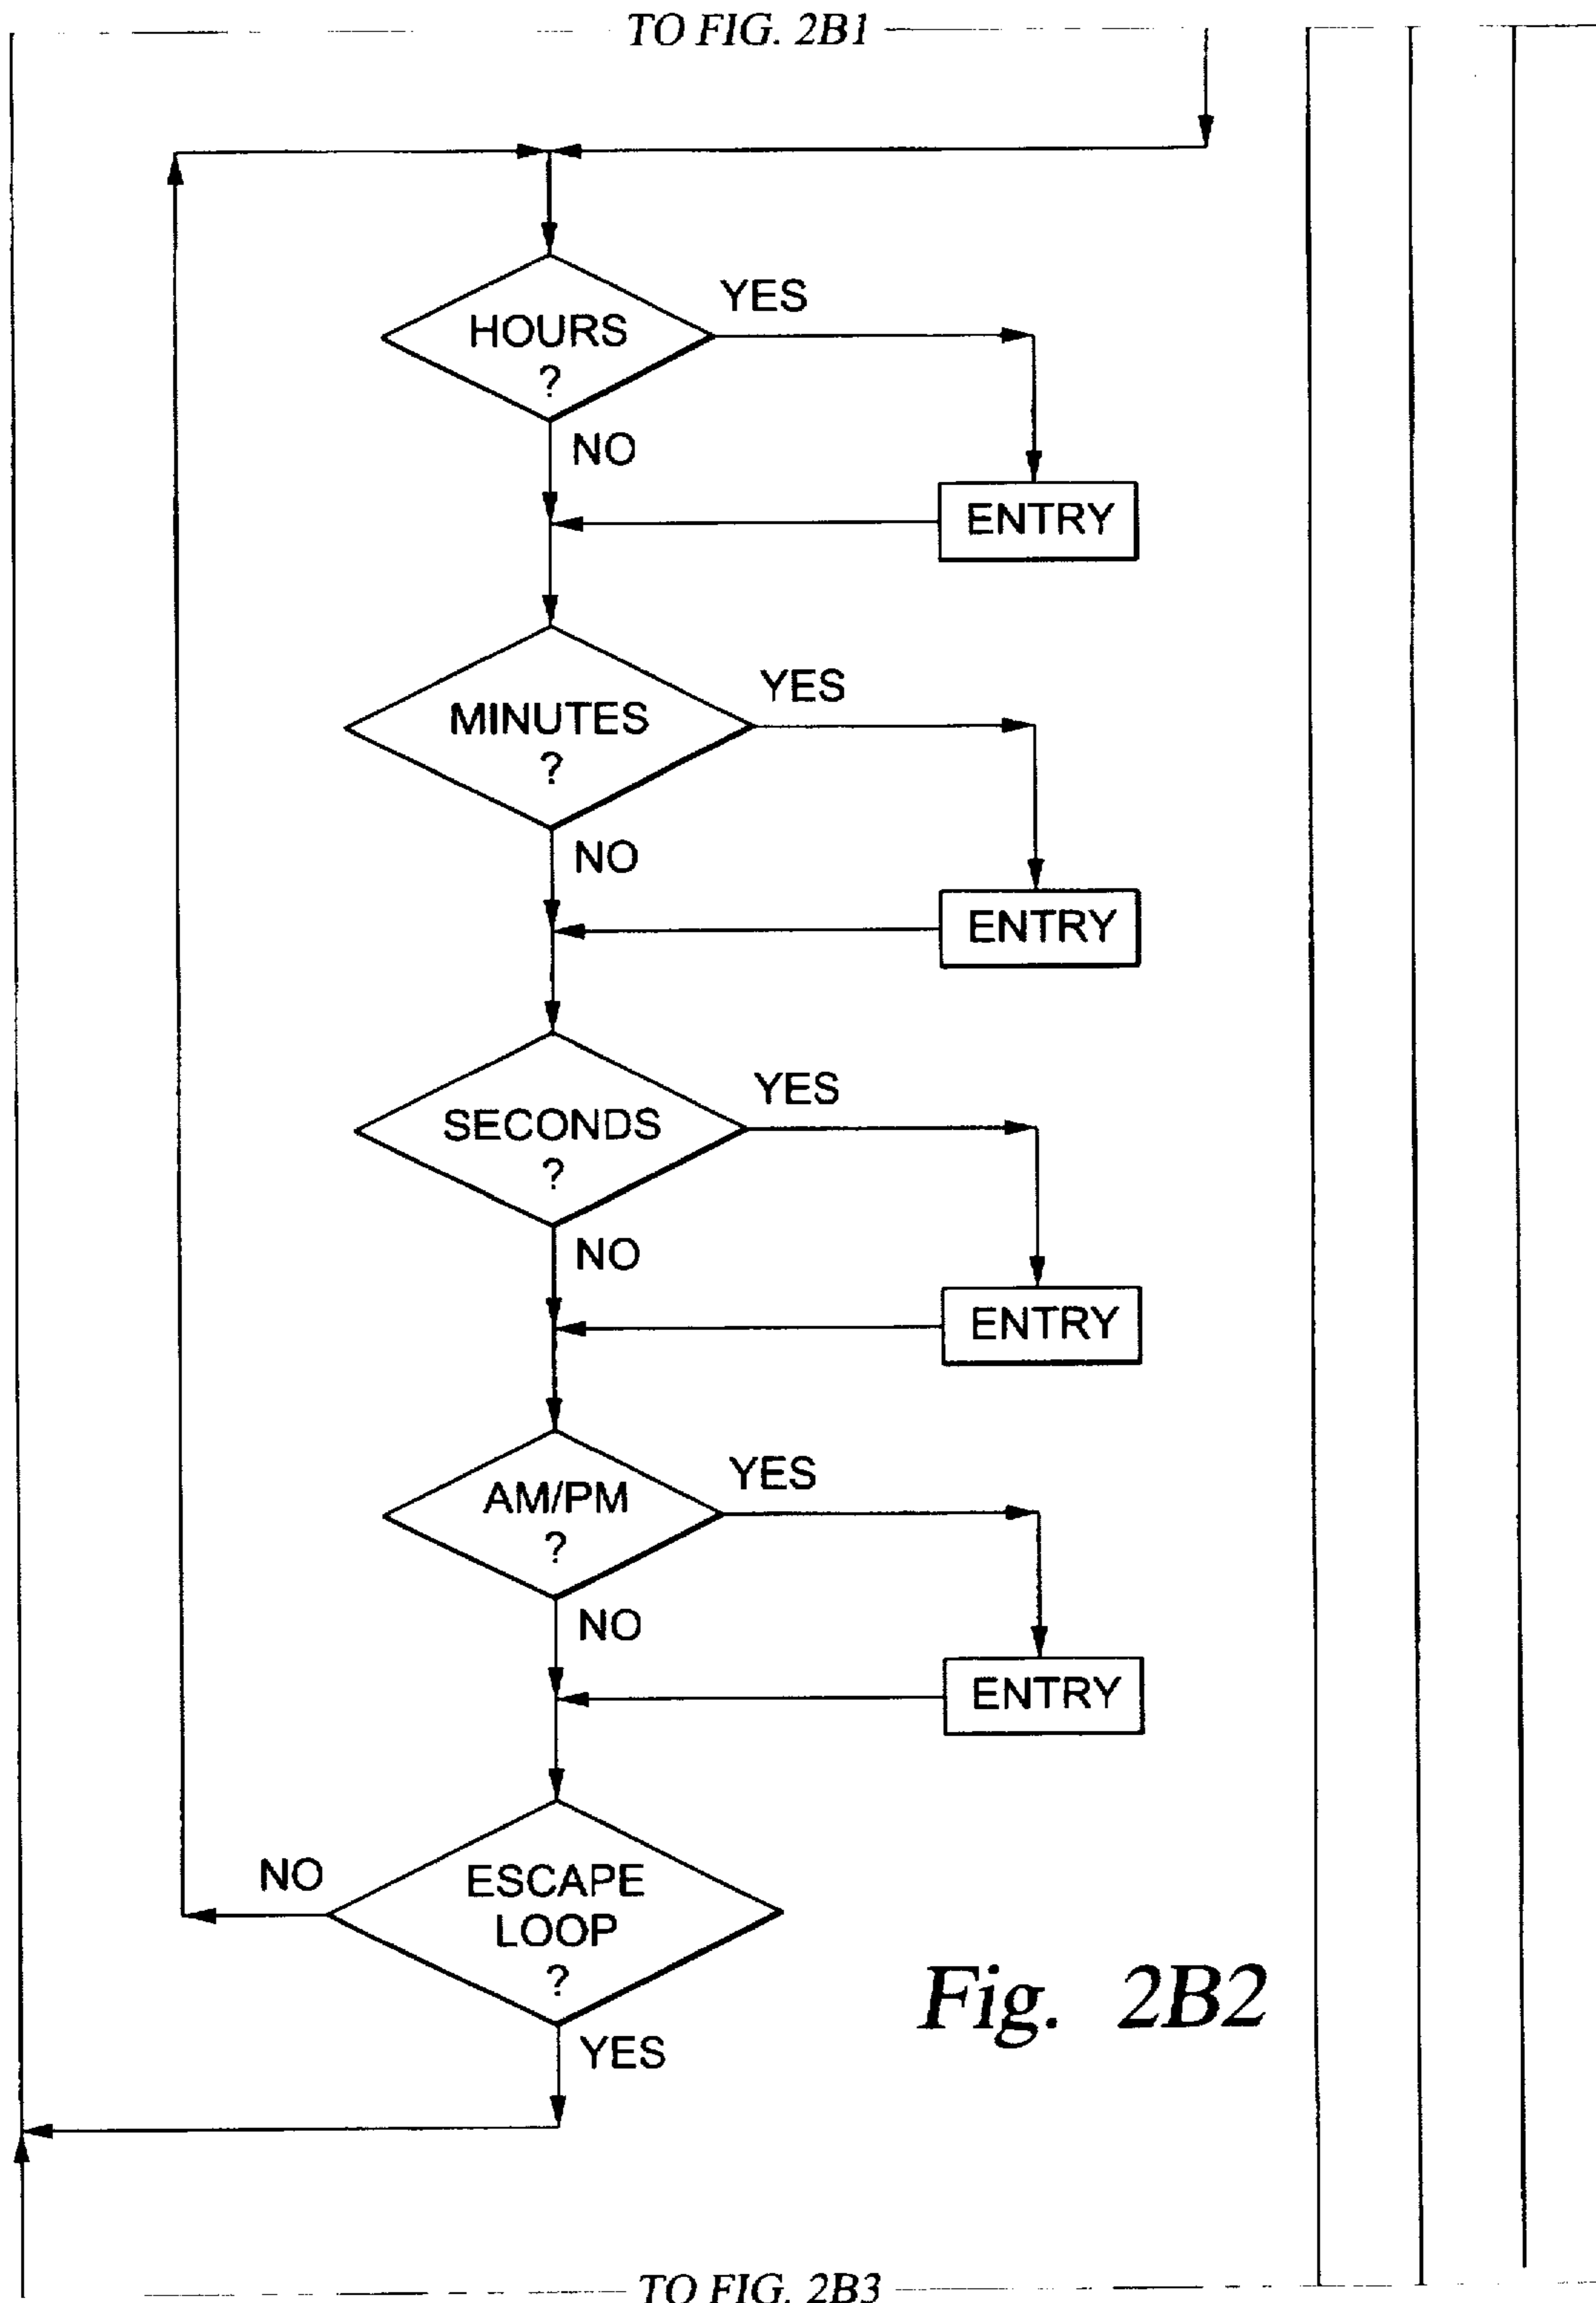 TO FIG. 2B1
HOURS
?
YES
NO
ENTRY
MINUTES
?
YES
NO
ENTRY
SECONDS
?
YES
NO
ENTRY
AM/PM
?
YES
NO
ENTRY
ESCAPE
LOOP
?
NO
YES
Fig. 2B2
TO FIG. 2B3